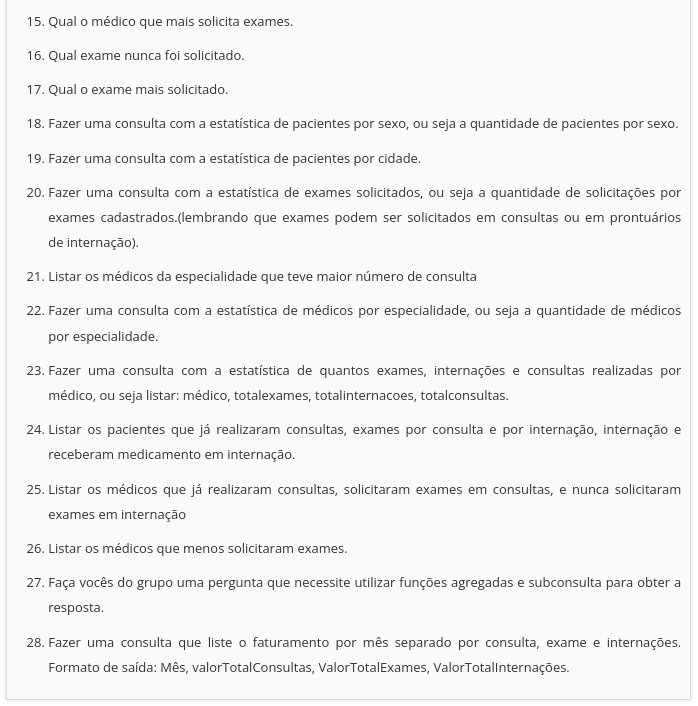 15. Qual o médico que mais solicita exames.
16. Qual exame nunca foi solicitado.
17. Qual o exame mais solicitado.
18. Fazer uma consulta com a estatística de pacientes por sexo, ou seja a quantidade de pacientes por sexo.
19. Fazer uma consulta com a estatística de pacientes por cidade.
20. Fazer uma consulta com a estatística de exames solicitados, ou seja a quantidade de solicitações por
exames cadastrados.(lembrando que exames podem ser solicitados em consultas ou em prontuários
de internação).
21. Listar os médicos da especialidade que teve maior número de consulta
22. Fazer uma consulta com a estatística de médicos por especialidade, ou seja a quantidade de médicos
por especialidade.
23. Fazer uma consulta com a estatística de quantos exames, internações e consultas realizadas por
médico, ou seja listar: médico, totalexames, totalinternacoes, totalconsultas.
24. Listar os pacientes que já realizaram consultas, exames por consulta e por internação, internação e
receberam medicamento em internação.
25. Listar os médicos que já realizaram consultas, solicitaram exames em consultas, e nunca solicitaram
exames em internação
26. Listar os médicos que menos solicitaram exames.
27. Faça vocês do grupo uma pergunta que necessite utilizar funções agregadas e subconsulta para obter a
resposta.
28. Fazer uma consulta que liste o faturamento por mês separado por consulta, exame e internações.
Formato de saída: Mês, valorTotalConsultas, ValorTotalExames, ValorTotalInternações.